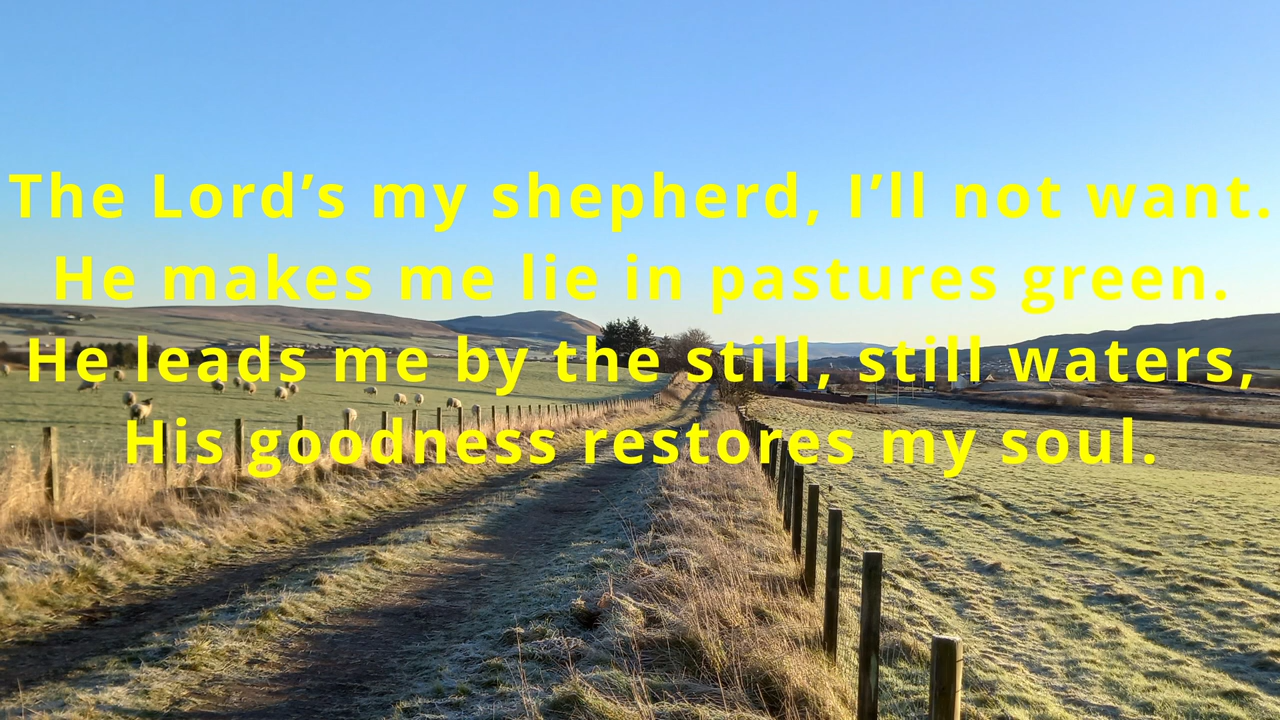 The Lord’s my shepherd, I’ll not want.
He makes me lie in pastures green.
He leads me by the still, still waters,
His goodness restores my soul.